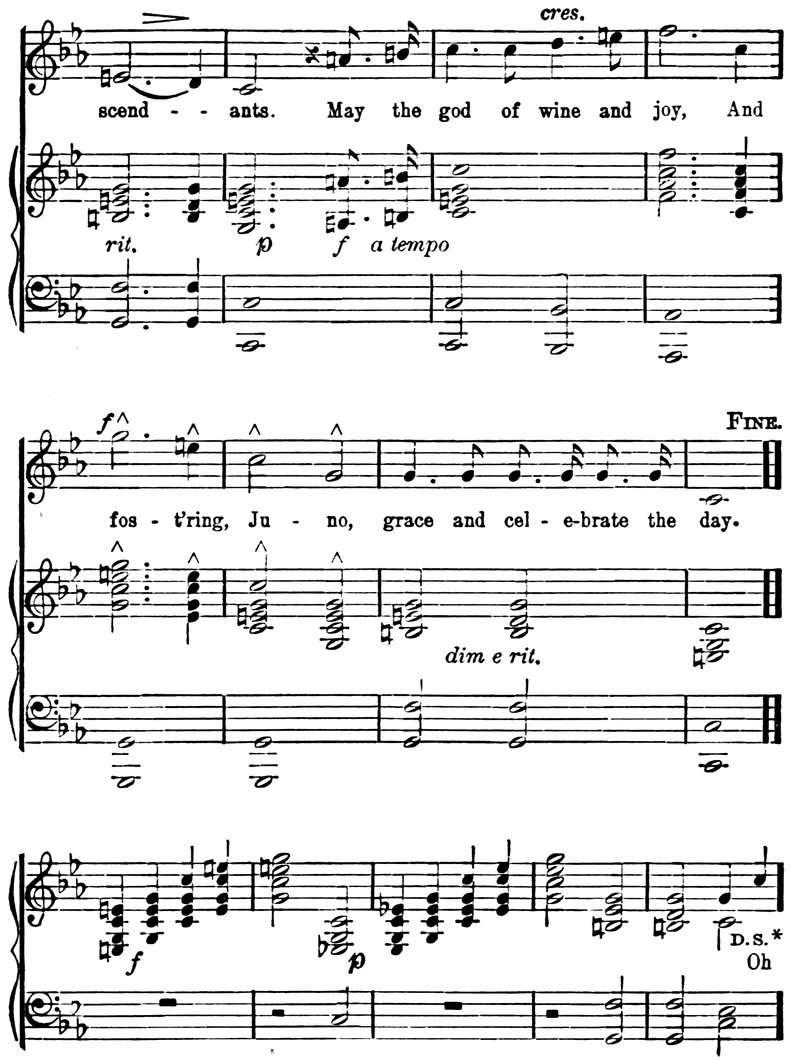 cres.
scend - - ants. May the god of wine and joy, And
rit. p f a tempo
f
FINE.
fos - t'ring, Ju - no, grace and cel - e-brate the day.
dim e rit.
f p D.S.*
Oh